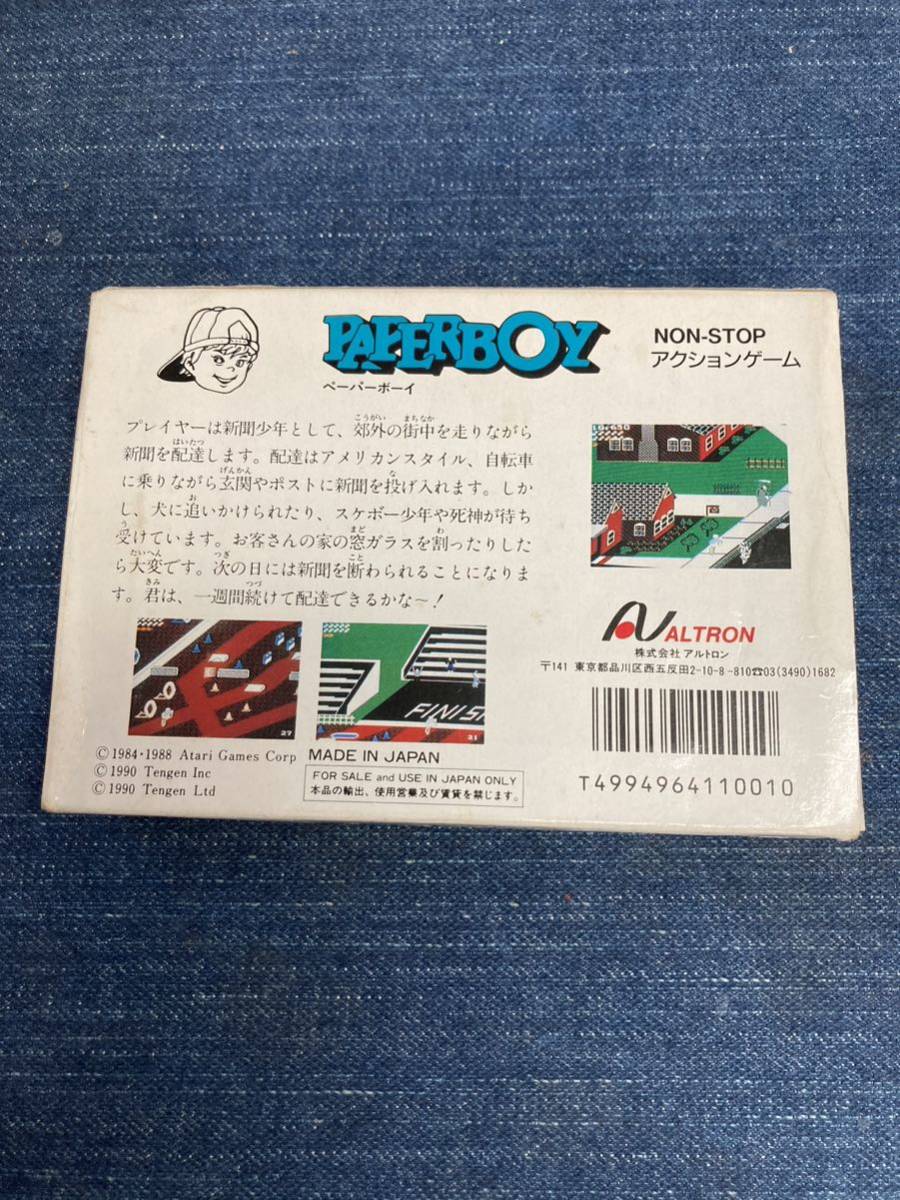 PAPERBOY
ペーパーボーイ
NON-STOP
アクションゲーム
プレイヤーは新聞少年として、郊外の街中を走りながら
新聞を配達します。配達はアメリカンスタイル、自転車
に乗りながら玄関やポストに新聞を投げ入れます。しか
し、犬に追いかけられたり、スケボー少年や死神が待ち
受けています。お客さんの家の窓ガラスを割ったりした
ら大変です。次の日には新聞を断わられることになりま
す。君は、一週間続けて配達できるかな〜!
27
FINIS
21
ALTRON
株式会社 アルトロン
〒141 東京都品川区西五反田2-10-8-810☎03(3490)1682
© 1984・1988 Atari Games Corp
© 1990 Tengen Inc
© 1990 Tengen Ltd
MADE IN JAPAN
FOR SALE and USE IN JAPAN ONLY
本品の輸出、使用営業及び賃貸を禁じます。
T4994964110010